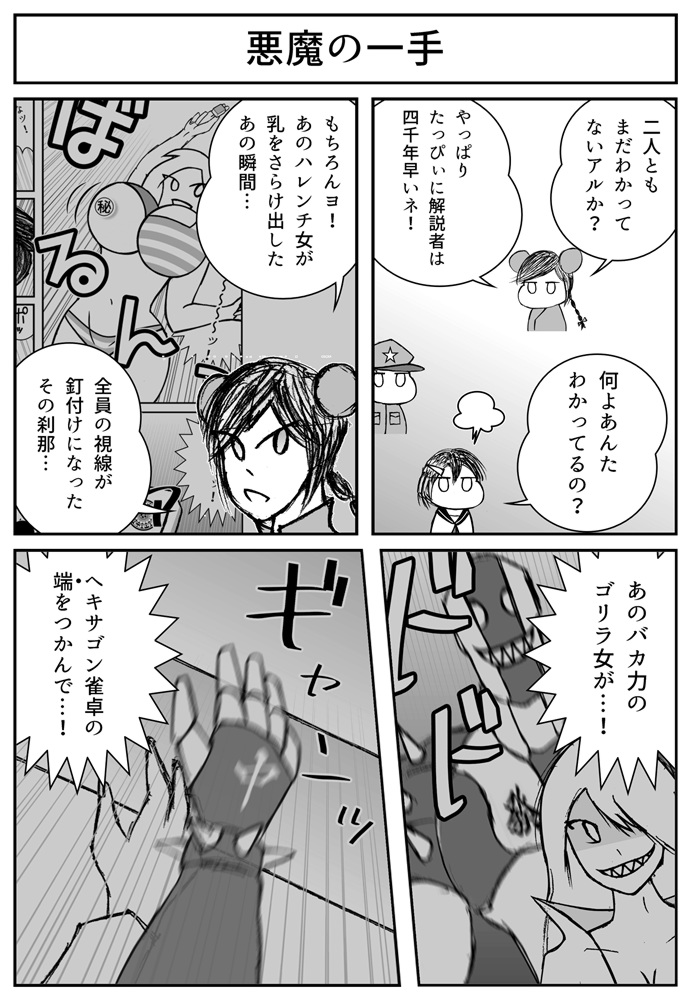 悪魔の一手
二人とも
まだわかって
ないアルか？
やっぱり
たっぴぃに解説者は
四千年早いネ！
何よあんた
わかってるの？
もちろんヨ！
あのハレンチ女が
乳をさらけ出した
あの瞬間…
ぼ
る
ん
㊙
全員の視線が
釘付けになった
その刹那…
あのバカ力の
ゴリラ女が…！
ドドド
ヘキサゴン雀卓の
端をつかんで…！
ギャーッ